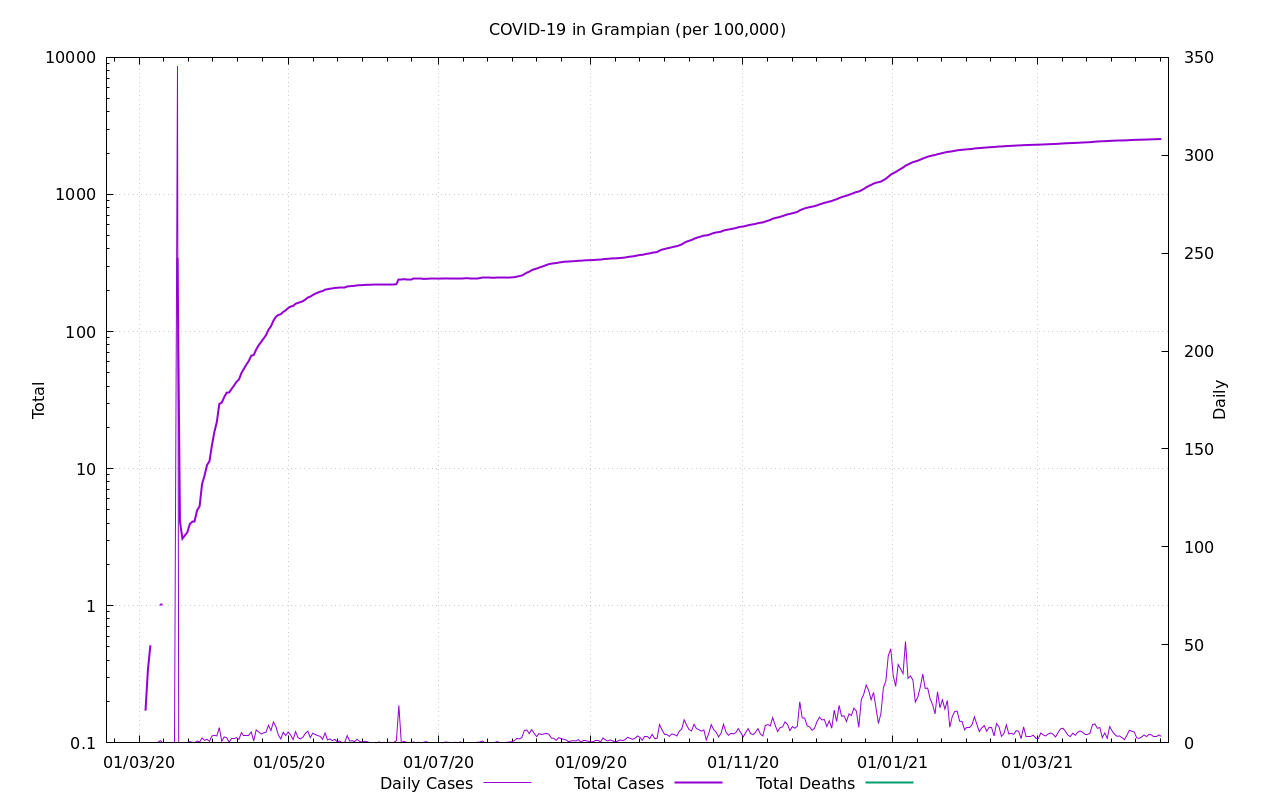 COVID-19 in Grampian (per 100,000)
10000
1000
100
10
1
0.1
Total
350
300
250
200
150
100
50
0
Daily
01/03/20 01/05/20 01/07/20 01/09/20 01/11/20 01/01/21 01/03/21
Daily Cases Total Cases Total Deaths